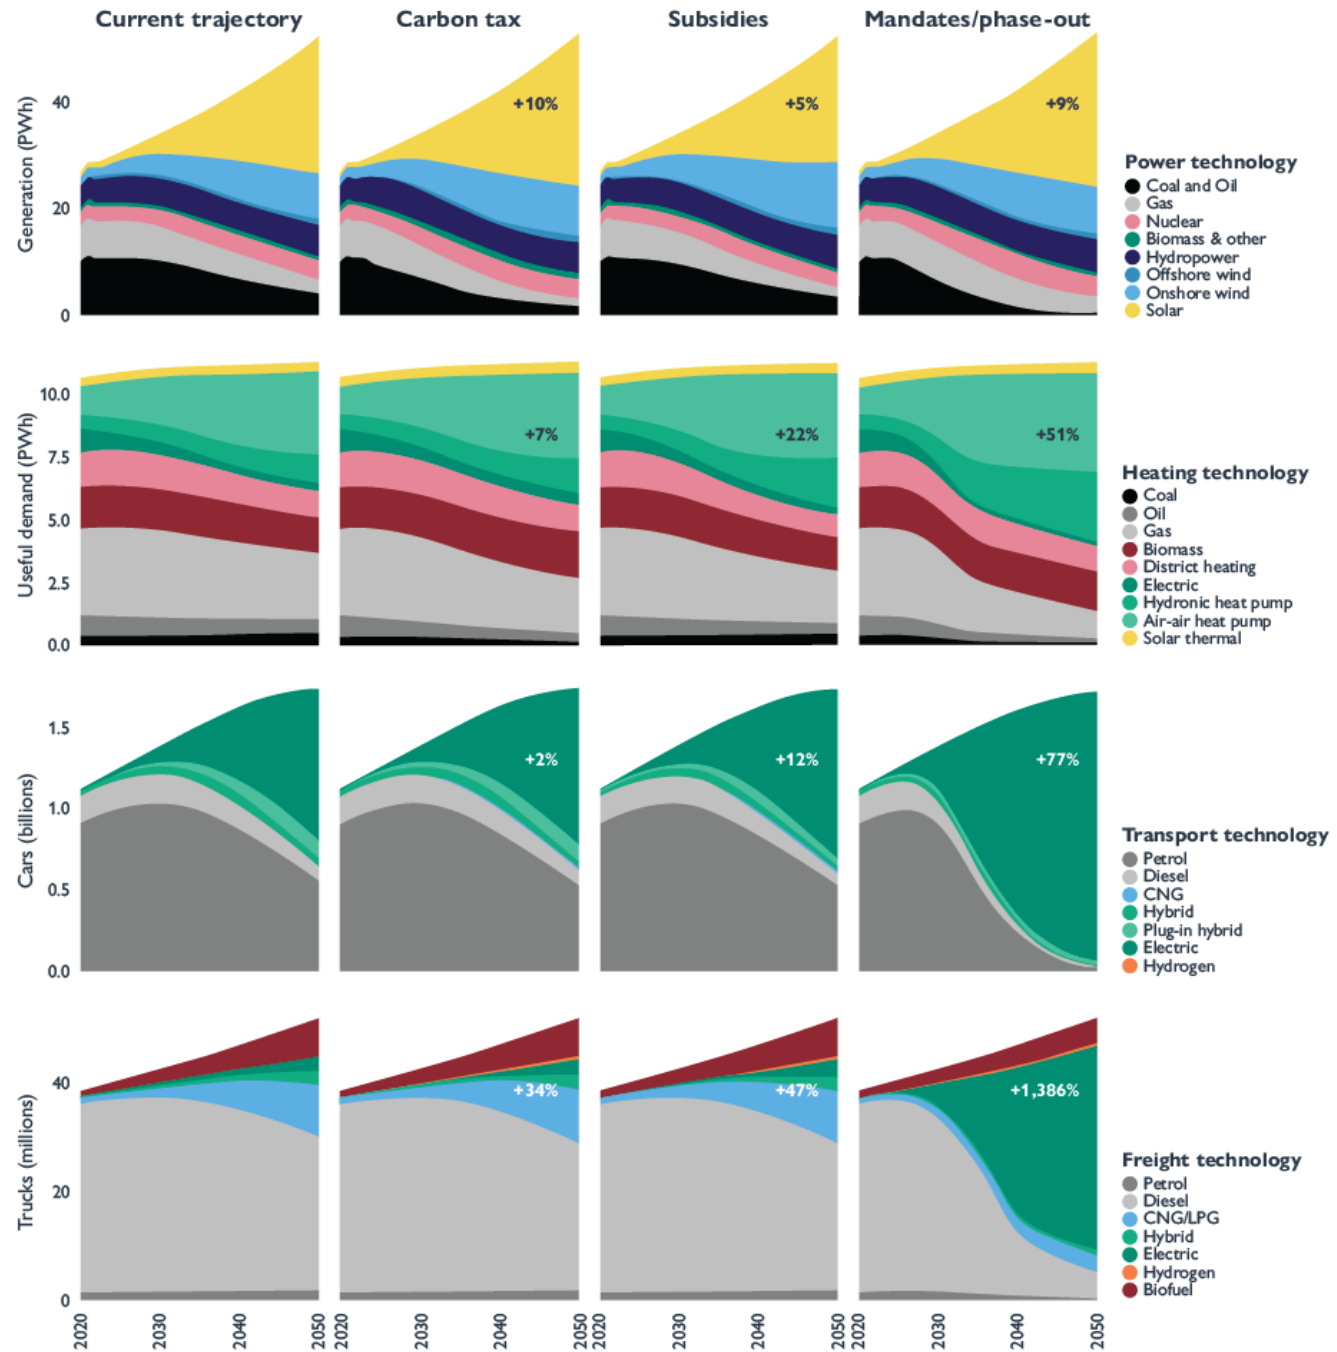 Current trajectory
Carbon tax
Subsidies
Mandates/phase-out
Generation (PWh)
40
20
0
+10%
+5%
+9%
Power technology
Coal and Oil
Gas
Nuclear
Biomass & other
Hydropower
Offshore wind
Onshore wind
Solar
Useful demand (PWh)
10.0
7.5
5.0
2.5
0.0
+7%
+22%
+51%
Heating technology
Coal
Oil
Gas
Biomass
District heating
Electric
Hydronic heat pump
Air-air heat pump
Solar thermal
Cars (billions)
1.5
1.0
0.5
0.0
+2%
+12%
+77%
Transport technology
Petrol
Diesel
CNG
Hybrid
Plug-in hybrid
Electric
Hydrogen
Trucks (millions)
40
20
0
+34%
+47%
+1,386%
Freight technology
Petrol
Diesel
CNG/LPG
Hybrid
Electric
Hydrogen
Biofuel
2020
2030
2040
2050
2020
2030
2040
2050
2020
2030
2040
2050
2020
2030
2040
2050